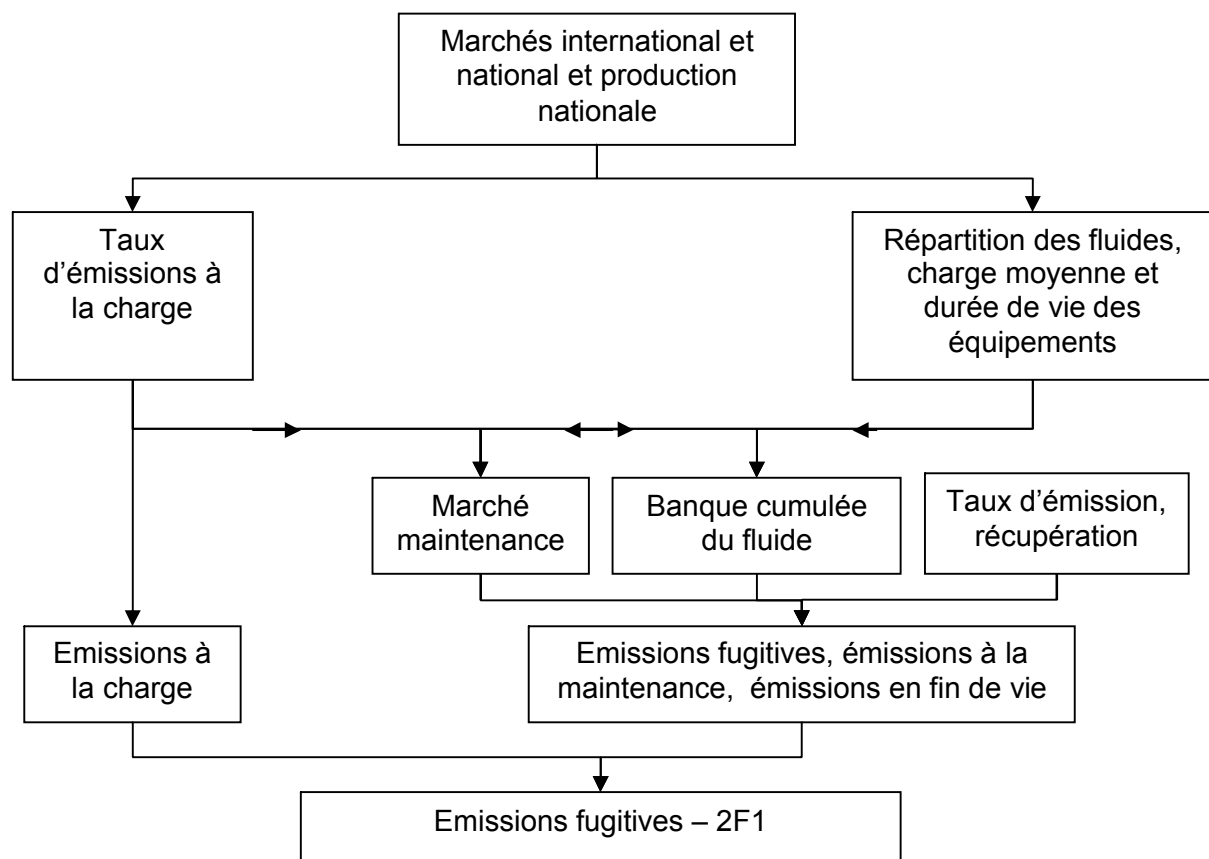 Marchés international et
national et production
nationale
Taux
d'émissions à
la charge
Répartition des fluides,
charge moyenne et
durée de vie des
équipements
Marché
maintenance
Banque cumulée
du fluide
Taux d'émission,
récupération
Emissions à
la charge
Emissions fugitives, émissions à la
maintenance, émissions en fin de vie
Emissions fugitives – 2F1